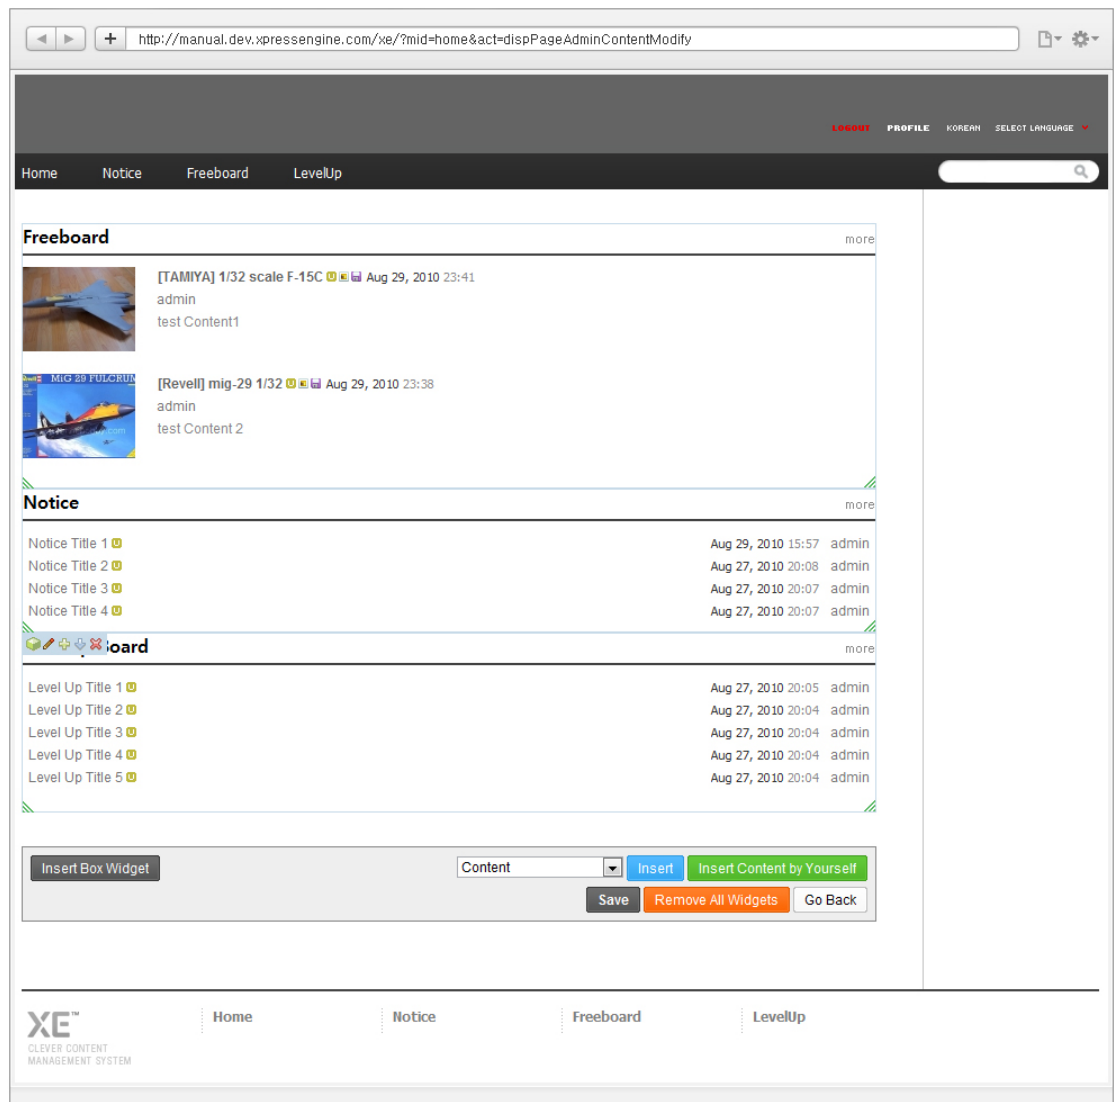 http://manual.dev.xpressengine.com/xe/?mid=home&act=dispPageAdminContentModify
LOGOUT PROFILE KOREAN SELECT LANGUAGE
Home Notice Freeboard LevelUp
Freeboard more
[TAMIYA] 1/32 scale F-15C Aug 29, 2010 23:41
admin
test Content1
MiG 29 FULCRUM
[Revell] mig-29 1/32 Aug 29, 2010 23:38
admin
test Content 2
Notice more
Notice Title 1 Aug 29, 2010 15:57 admin
Notice Title 2 Aug 27, 2010 20:08 admin
Notice Title 3 Aug 27, 2010 20:07 admin
Notice Title 4 Aug 27, 2010 20:07 admin
oard more
Level Up Title 1 Aug 27, 2010 20:05 admin
Level Up Title 2 Aug 27, 2010 20:04 admin
Level Up Title 3 Aug 27, 2010 20:04 admin
Level Up Title 4 Aug 27, 2010 20:04 admin
Level Up Title 5 Aug 27, 2010 20:04 admin
Insert Box Widget Content Insert Insert Content by Yourself
Save Remove All Widgets Go Back
XE™ Home Notice Freeboard LevelUp
CLEVER CONTENT
MANAGEMENT SYSTEM